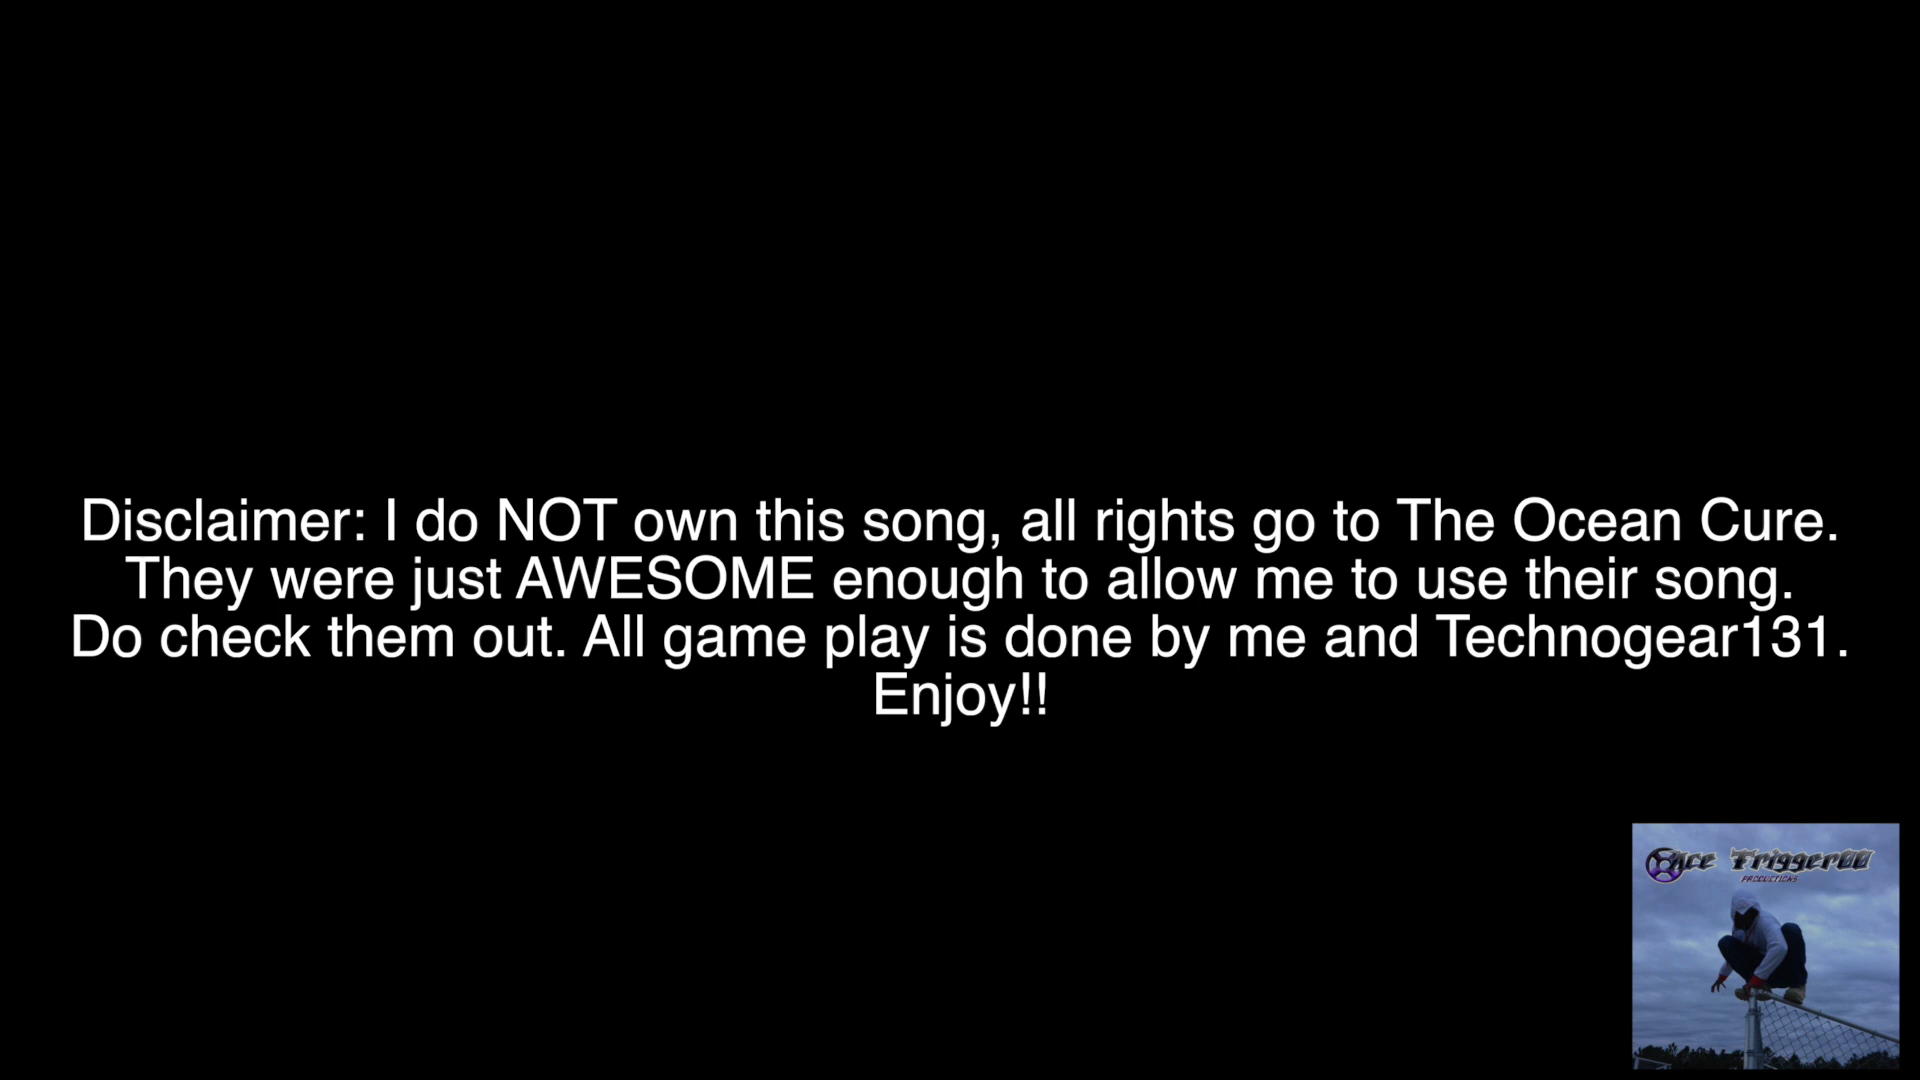 Disclaimer: I do NOT own this song, all rights go to The Ocean Cure.
They were just AWESOME enough to allow me to use their song.
Do check them out. All game play is done by me and Technogear131.
Enjoy!!
Ace Trigger00
PRODUCTIONS